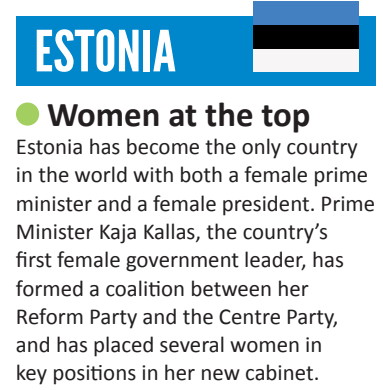 ESTONIA
Women at the top
Estonia has become the only country
in the world with both a female prime
minister and a female president. Prime
Minister Kaja Kallas, the country’s
first female government leader, has
formed a coalition between her
Reform Party and the Centre Party,
and has placed several women in
key positions in her new cabinet.